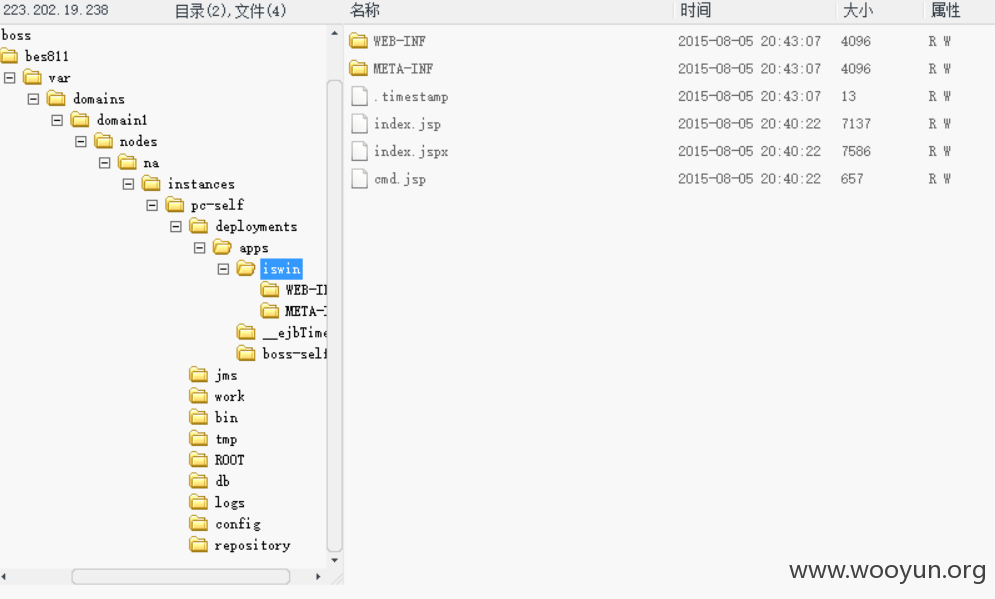 223.202.19.238 目录(2),文件(4) 名称 时间 大小 属性
boss
bes811
var
domains
domain1
nodes
na
instances
pc-self
deployments
apps
iswin
WEB-IN
META-I
__ejbTime
boss-self
jms
work
bin
tmp
ROOT
db
logs
config
repository
WEB-INF 2015-08-05 20:43:07 4096 R W
META-INF 2015-08-05 20:43:07 4096 R W
.timestamp 2015-08-05 20:43:07 13 R W
index.jsp 2015-08-05 20:40:22 7137 R W
index.jspx 2015-08-05 20:40:22 7586 R W
cmd.jsp 2015-08-05 20:40:22 657 R W
www.wooyun.org